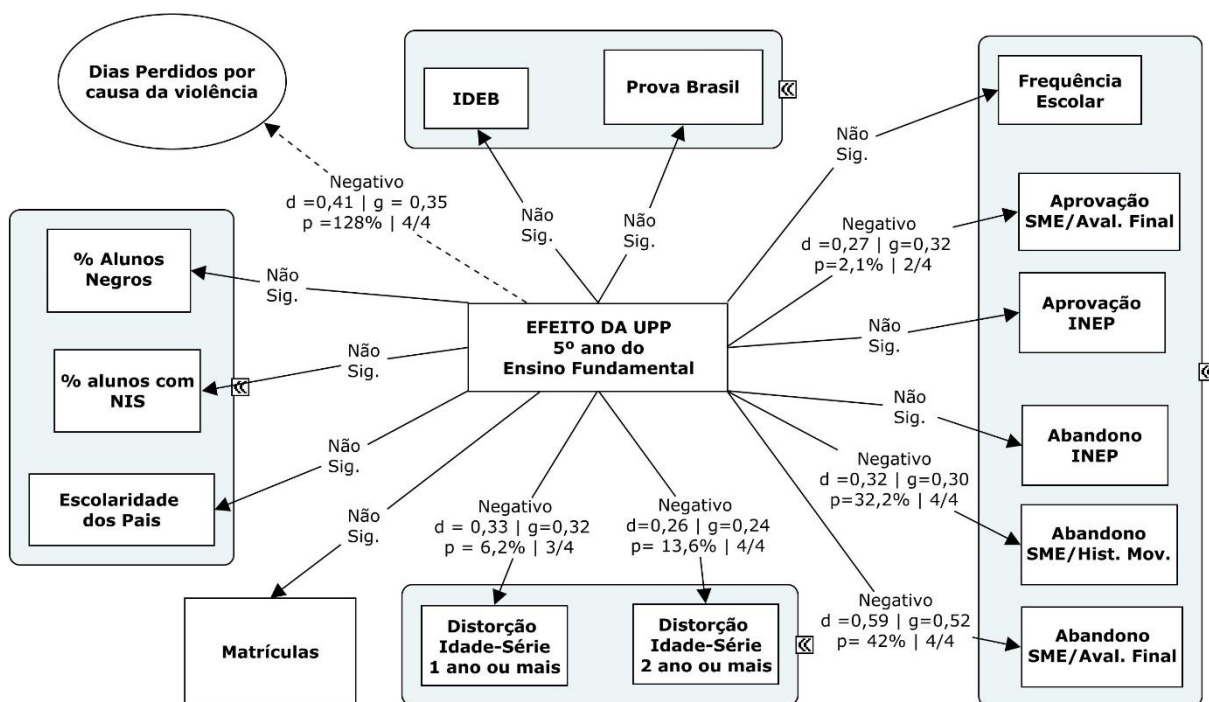 Dias Perdidos por
causa da violência
IDEB
Prova Brasil
Frequência
Escolar
Não
Sig.
Negativo
d =0,41 | g = 0,35
p =128% | 4/4
Não
Sig.
Não
Sig.
Negativo
d =0,27 | g=0,32
p=2,1% | 2/4
Aprovação
SME/Aval. Final
% Alunos
Negros
Não
Sig.
EFEITO DA UPP
5º ano do
Ensino Fundamental
Não
Sig.
Aprovação
INEP
% alunos com
NIS
Não
Sig.
Não
Sig.
Abandono
INEP
Escolaridade
dos Pais
Não
Sig.
Negativo
d =0,32 | g=0,30
p=32,2% | 4/4
Abandono
SME/Hist. Mov.
Não
Sig.
Negativo
d = 0,33 | g=0,32
p = 6,2% | 3/4
Negativo
d=0,26 | g=0,24
p= 13,6% | 4/4
Negativo
d =0,59 | g=0,52
p= 42% | 4/4
Abandono
SME/Aval. Final
Matrículas
Distorção
Idade-Série
1 ano ou mais
Distorção
Idade-Série
2 ano ou mais